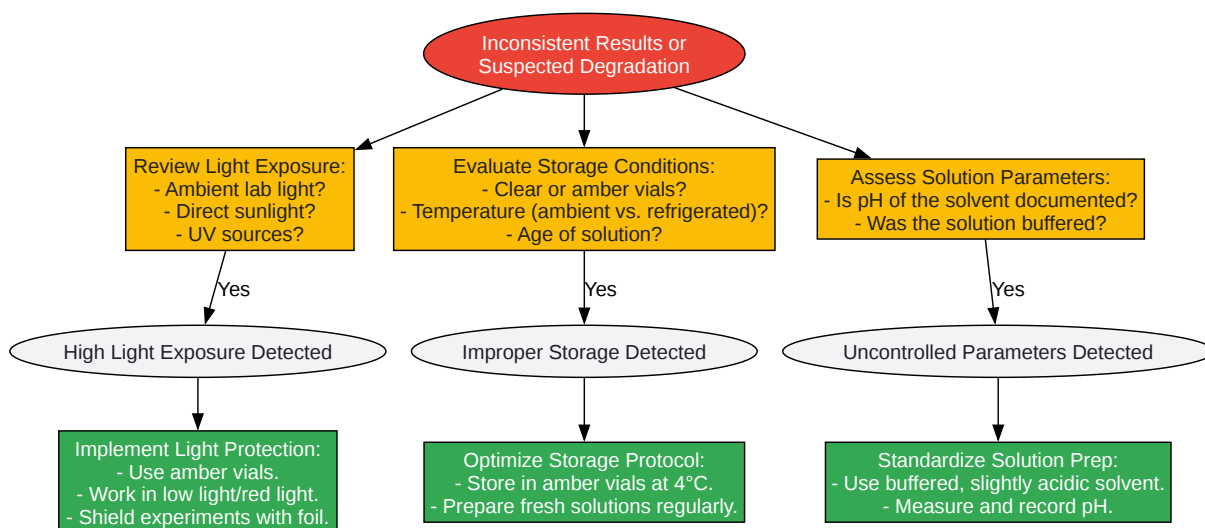 Inconsistent Results or
Suspected Degradation
Review Light Exposure:
- Ambient lab light?
- Direct sunlight?
- UV sources?
Evaluate Storage Conditions:
- Clear or amber vials?
- Temperature (ambient vs. refrigerated)?
- Age of solution?
Assess Solution Parameters:
- Is pH of the solvent documented?
- Was the solution buffered?
Yes
Yes
Yes
High Light Exposure Detected
Improper Storage Detected
Uncontrolled Parameters Detected
Implement Light Protection:
- Use amber vials.
- Work in low light/red light.
- Shield experiments with foil.
Optimize Storage Protocol:
- Store in amber vials at 4°C.
- Prepare fresh solutions regularly.
Standardize Solution Prep:
- Use buffered, slightly acidic solvent.
- Measure and record pH.